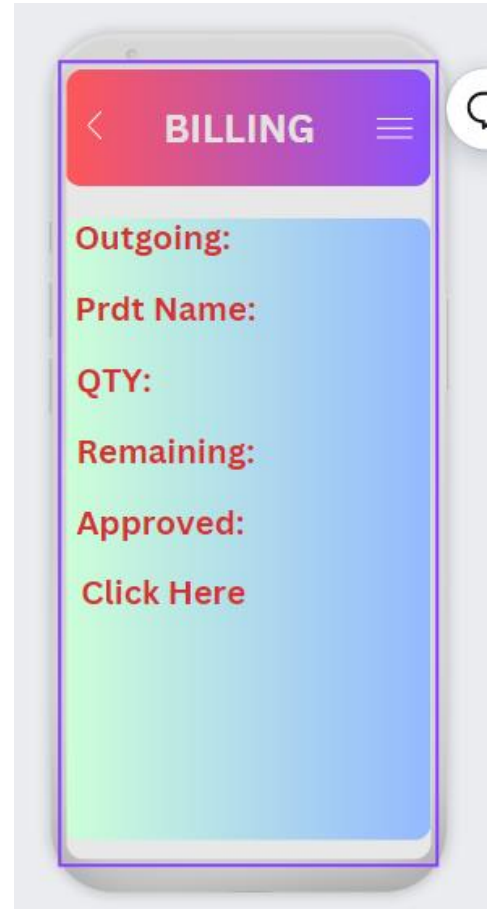 BILLING
Outgoing:
Prdt Name:
QTY:
Remaining:
Approved:
Click Here